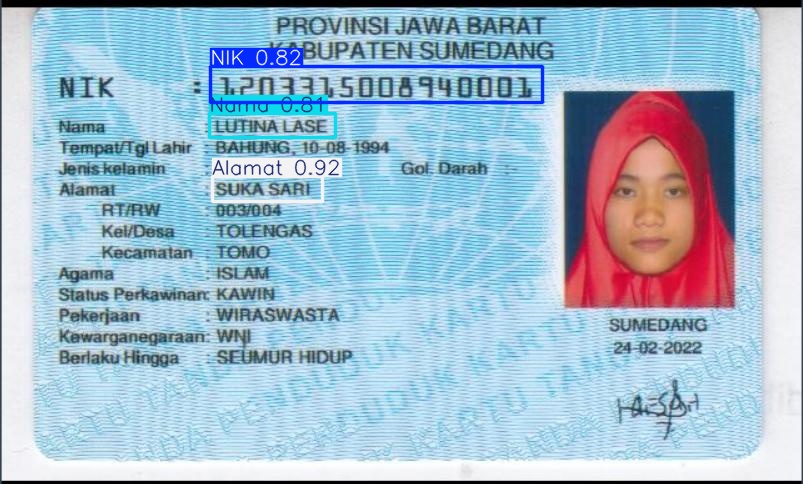 PROVINSI JAWA BARAT
KABUPATEN SUMEDANG
NIK 0.82
NIK : 1203315008940001
Nama 0.81
Nama : LUTINA LASE
Tempat/Tgl Lahir : BAHUNG, 10-08-1994
Alamat 0.92
Jenis kelamin Gol. Darah :-
Alamat : SUKA SARI
RT/RW : 003/004
Kel/Desa : TOLENGAS
Kecamatan : TOMO
Agama : ISLAM
Status Perkawinan: KAWIN
Pekerjaan : WIRASWASTA
Kewarganegaraan: WNI
Berlaku Hingga : SEUMUR HIDUP
SUMEDANG
24-02-2022